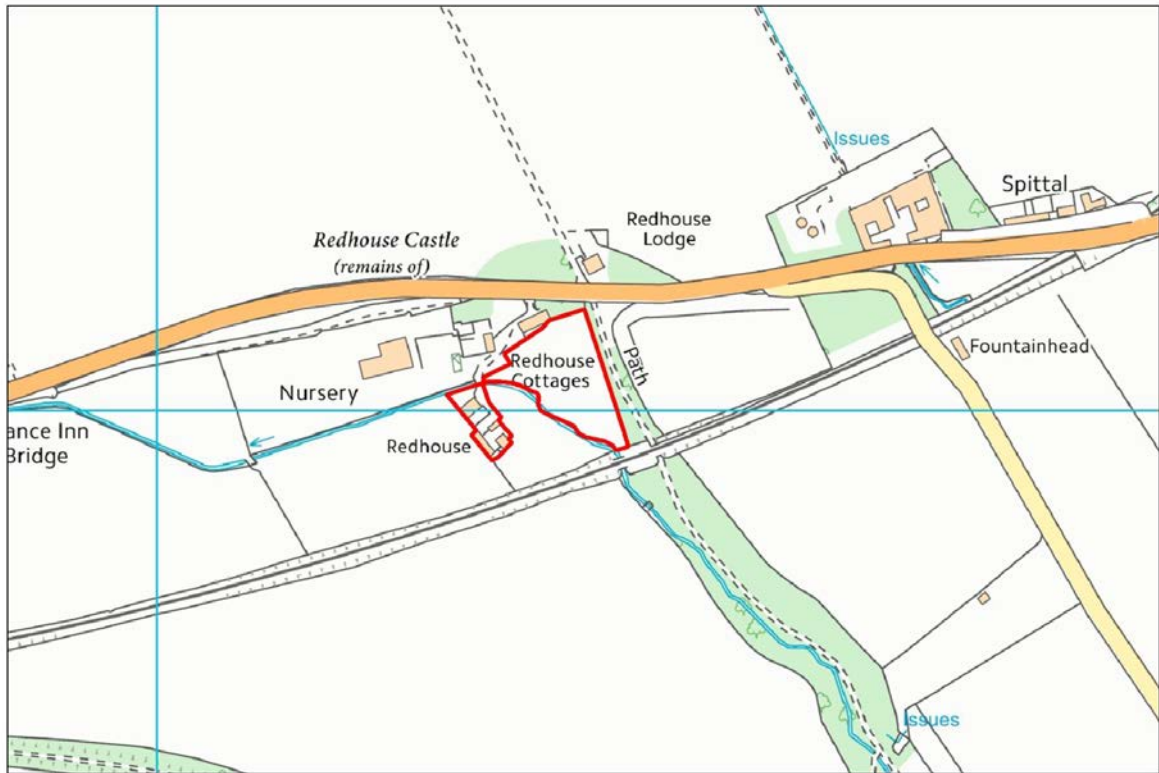 Issues
Spittal
Redhouse
Lodge
Redhouse Castle
(remains of)
Redhouse
Cottages
Path
Fountainhead
Nursery
ance Inn
Bridge
Redhouse
Issues